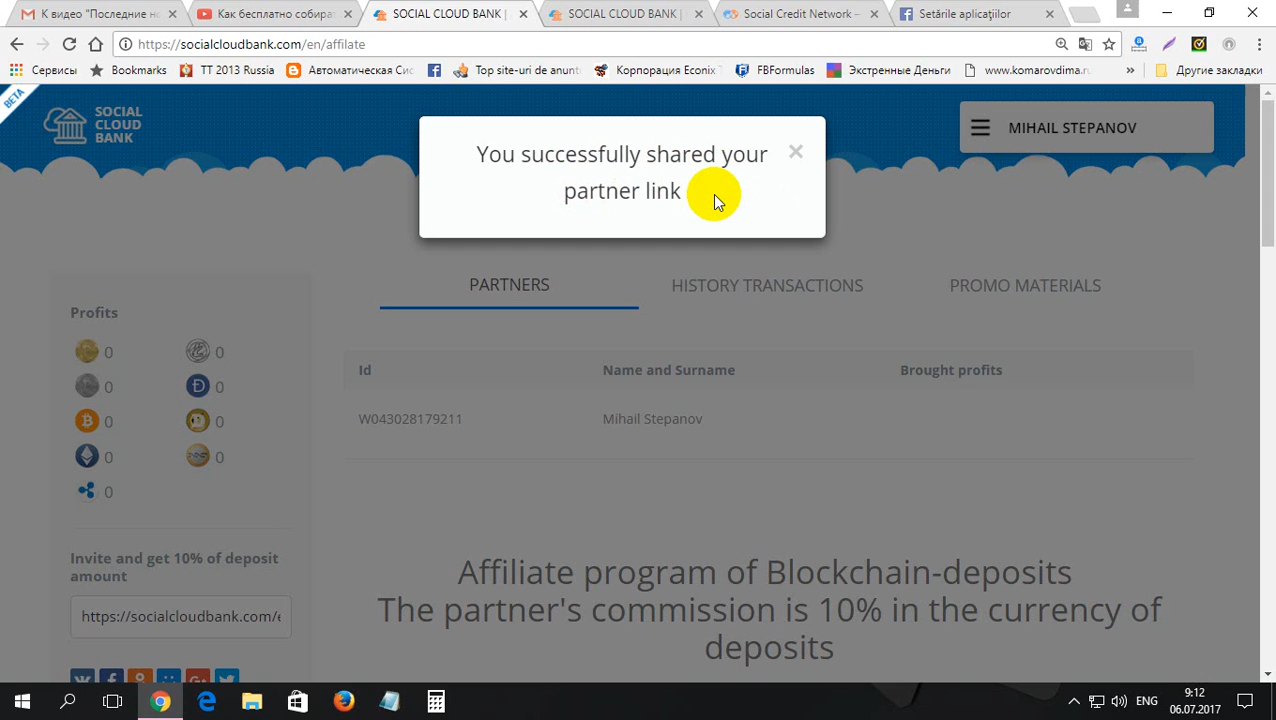 К видео "Последние но
Как бесплатно собира
SOCIAL CLOUD BANK |
SOCIAL CLOUD BANK |
Social Credit Network –
Setările aplicațiilor
https://socialcloudbank.com/en/affilate
Сервисы
Bookmarks
TT 2013 Russia
Автоматическая Сис
Top site-uri de anunt
Корпорация Econix
FBFormulas
Экстренные Деньги
www.komarovdima.ru
»
Другие закладки
BETA
SOCIAL
CLOUD
BANK
MIHAIL STEPANOV
You successfully shared your
partner link
×
PARTNERS
HISTORY TRANSACTIONS
PROMO MATERIALS
Profits
0
0
0
0
0
0
0
0
0
Id
Name and Surname
Brought profits
W043028179211
Mihail Stepanov
Invite and get 10% of deposit
amount
https://socialcloudbank.com/e
Affiliate program of Blockchain-deposits
The partner's commission is 10% in the currency of
deposits
ENG
9:12
06.07.2017